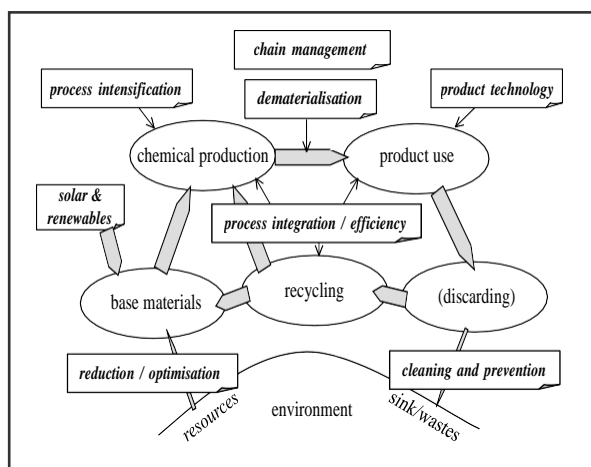 chain management
process intensification
dematerialisation
product technology
chemical production
product use
solar &
renewables
process integration / efficiency
base materials
recycling
(discarding)
reduction / optimisation
cleaning and prevention
resources
environment
sink/wastes